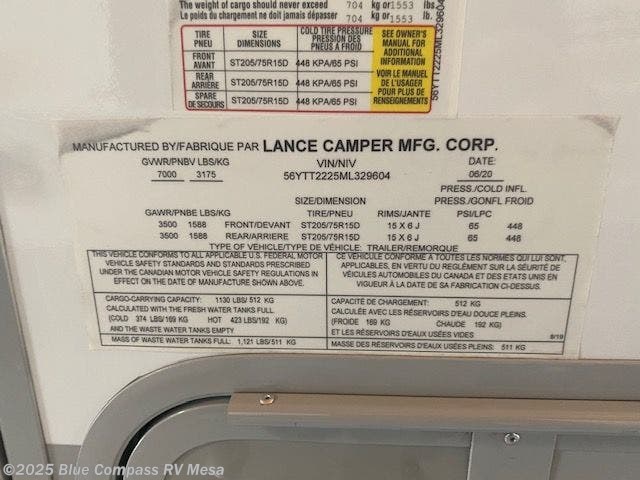 The weight of cargo should never exceed 704 kg or 1553 lb.
Le poids du chargement ne doit jamais dépasser 704 kg or 1553 lb.
TIRE PNEU SIZE DIMENSIONS COLD TIRE PRESSURE PRESSION DES PNEUS A FROID
FRONT AVANT ST205/75R15D 448 KPA/65 PSI
REAR ARRIÈRE ST205/75R15D 448 KPA/65 PSI
SPARE DE SECOURS ST205/75R15D 448 KPA/65 PSI
SEE OWNER'S
MANUAL FOR
ADDITIONAL
INFORMATION
VOIR LE MANUEL
DE L'USAGER
POUR PLUS DE
RENSEIGNEMENTS
56YTT2225ML329604
MANUFACTURED BY/FABRIQUE PAR LANCE CAMPER MFG. CORP.
GVWR/PNBV LBS/KG VIN/NIV DATE:
7000 3175 56YTT2225ML329604 06/20
PRESS./COLD INFL.
SIZE/DIMENSION PRESS./GONFL FROID
GAWR/PNBE LBS/KG TIRE/PNEU RIMS/JANTE PSI/LPC
3500 1588 FRONT/DEVANT ST205/75R15D 15 X 6 J 65 448
3500 1588 REAR/ARRIERE ST205/75R15D 15 X 6 J 65 448
TYPE OF VEHICLE/TYPE DE VÉHICLE: TRAILER/REMORQUE
THIS VEHICLE CONFORMS TO ALL APPLICABLE U.S. FEDERAL MOTOR
VEHICLE SAFETY STANDARDS AND STANDARDS PRESCRIBED
UNDER THE CANADIAN MOTOR VEHICLE SAFETY REGULATIONS IN
EFFECT ON THE DATE OF MANUFACTURE SHOWN ABOVE.
CE VÉHICULE CONFORME À TOUTES LES NORMES QUI LUI SONT
APPLICABLES, EN VERTU DU RÈGLEMENT SUR LA SÉURITÉ DE
VÉICULES AUTOMOBILES DU CANADA ET DES ETATS UNIS EN
VIGUEUR À LA DATE DE SA FABRICATION CI-DESSUS.
CARGO-CARRYING CAPACITY: 1130 LBS/ 512 KG
CALCULATED WITH THE FRESH WATER TANKS FULL.
(COLD 374 LBS/169 KG HOT 423 LBS/192 KG)
AND THE WASTE WATER TANKS EMPTY
MASS OF WASTE WATER TANKS FULL: 1,121 LBS/511 KG
CAPACITÉ DE CHARGEMENT: 512 KG
CALCULÉE AVEC LES RÉSERVOIRS D'EAU DOUCE PLEINS.
(FROIDE 169 KG CHAUDE 192 KG)
ET LES RÉSERVOIRS D'EAUX USÉES VIDES 8/19
MASSE DES RÉSERVOIRS D'EAUX USÉES PLEINS: 511 KG
©2025 Blue Compass RV Mesa